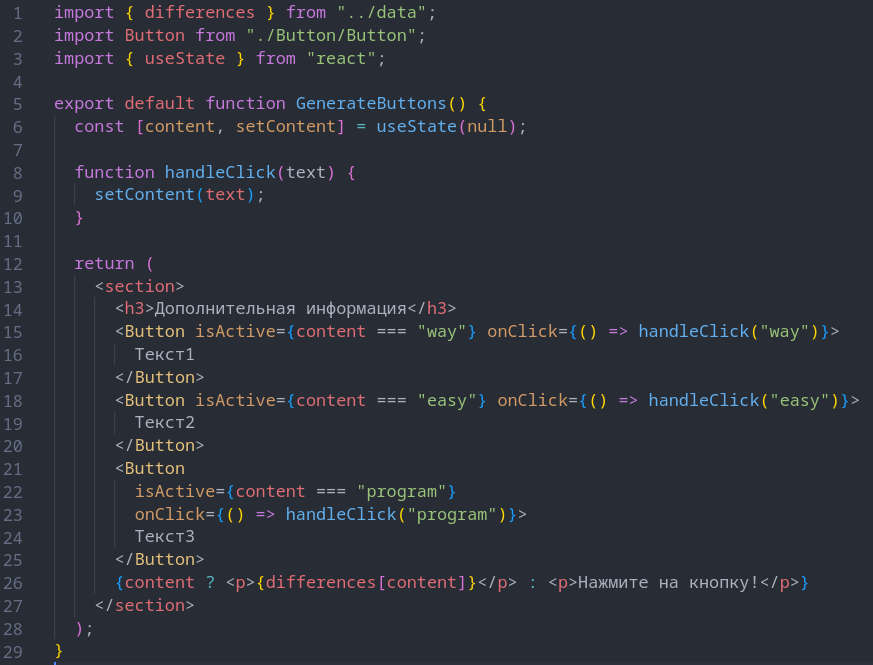 1 import { differences } from "../data";
2 import Button from "./Button/Button";
3 import { useState } from "react";
4
5 export default function GenerateButtons() {
6   const [content, setContent] = useState(null);
7
8   function handleClick(text) {
9     setContent(text);
10   }
11
12   return (
13     <section>
14       <h3>Дополнительная информация</h3>
15       <Button isActive={content === "way"} onClick={() => handleClick("way")}>
16         Текст1
17       </Button>
18       <Button isActive={content === "easy"} onClick={() => handleClick("easy")}>
19         Текст2
20       </Button>
21       <Button
22         isActive={content === "program"}
23         onClick={() => handleClick("program")}>
24         Текст3
25       </Button>
26       {content ? <p>{differences[content]}</p> : <p>Нажмите на кнопку!</p>}
27     </section>
28   );
29 }